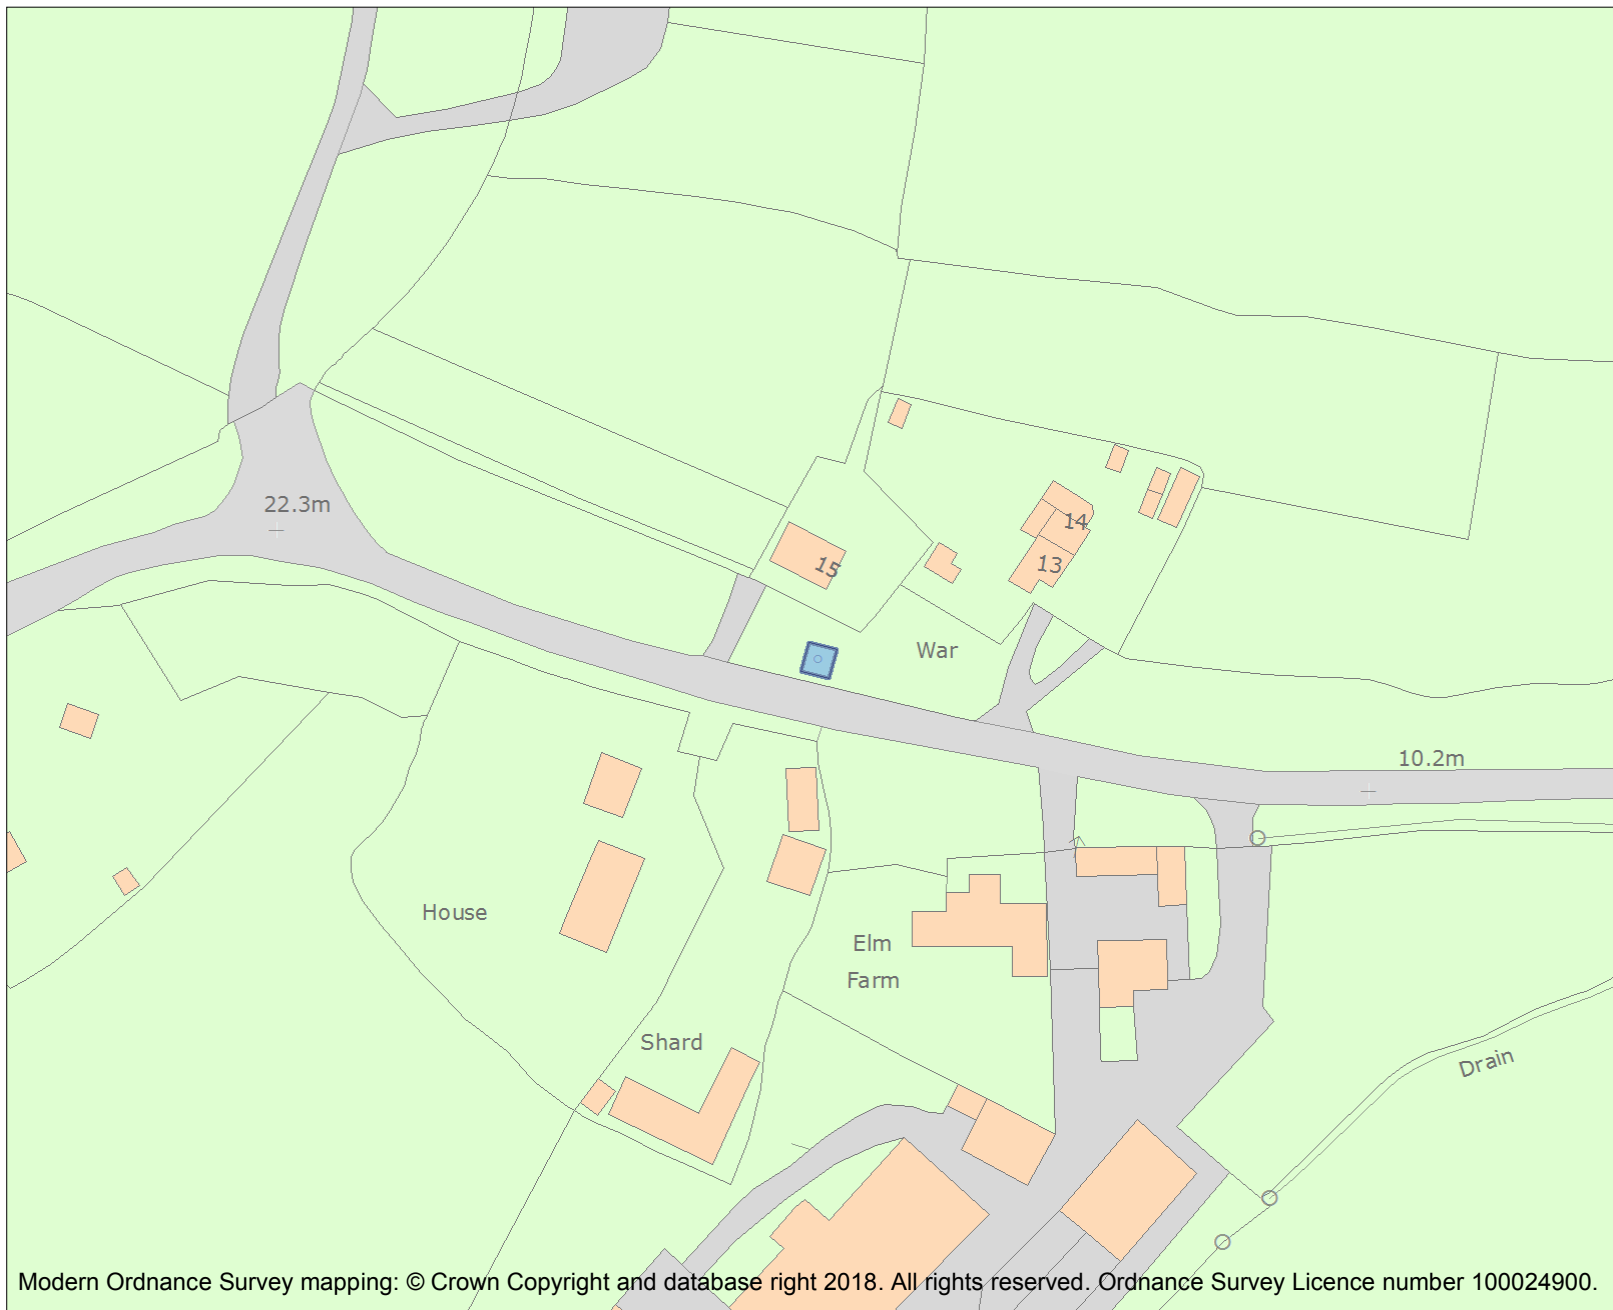 22.3m
14
13
15
War
10.2m
House
Elm
Farm
Shard
Drain
Modern Ordnance Survey mapping: © Crown Copyright and database right 2018. All rights reserved. Ordnance Survey Licence number 100024900.